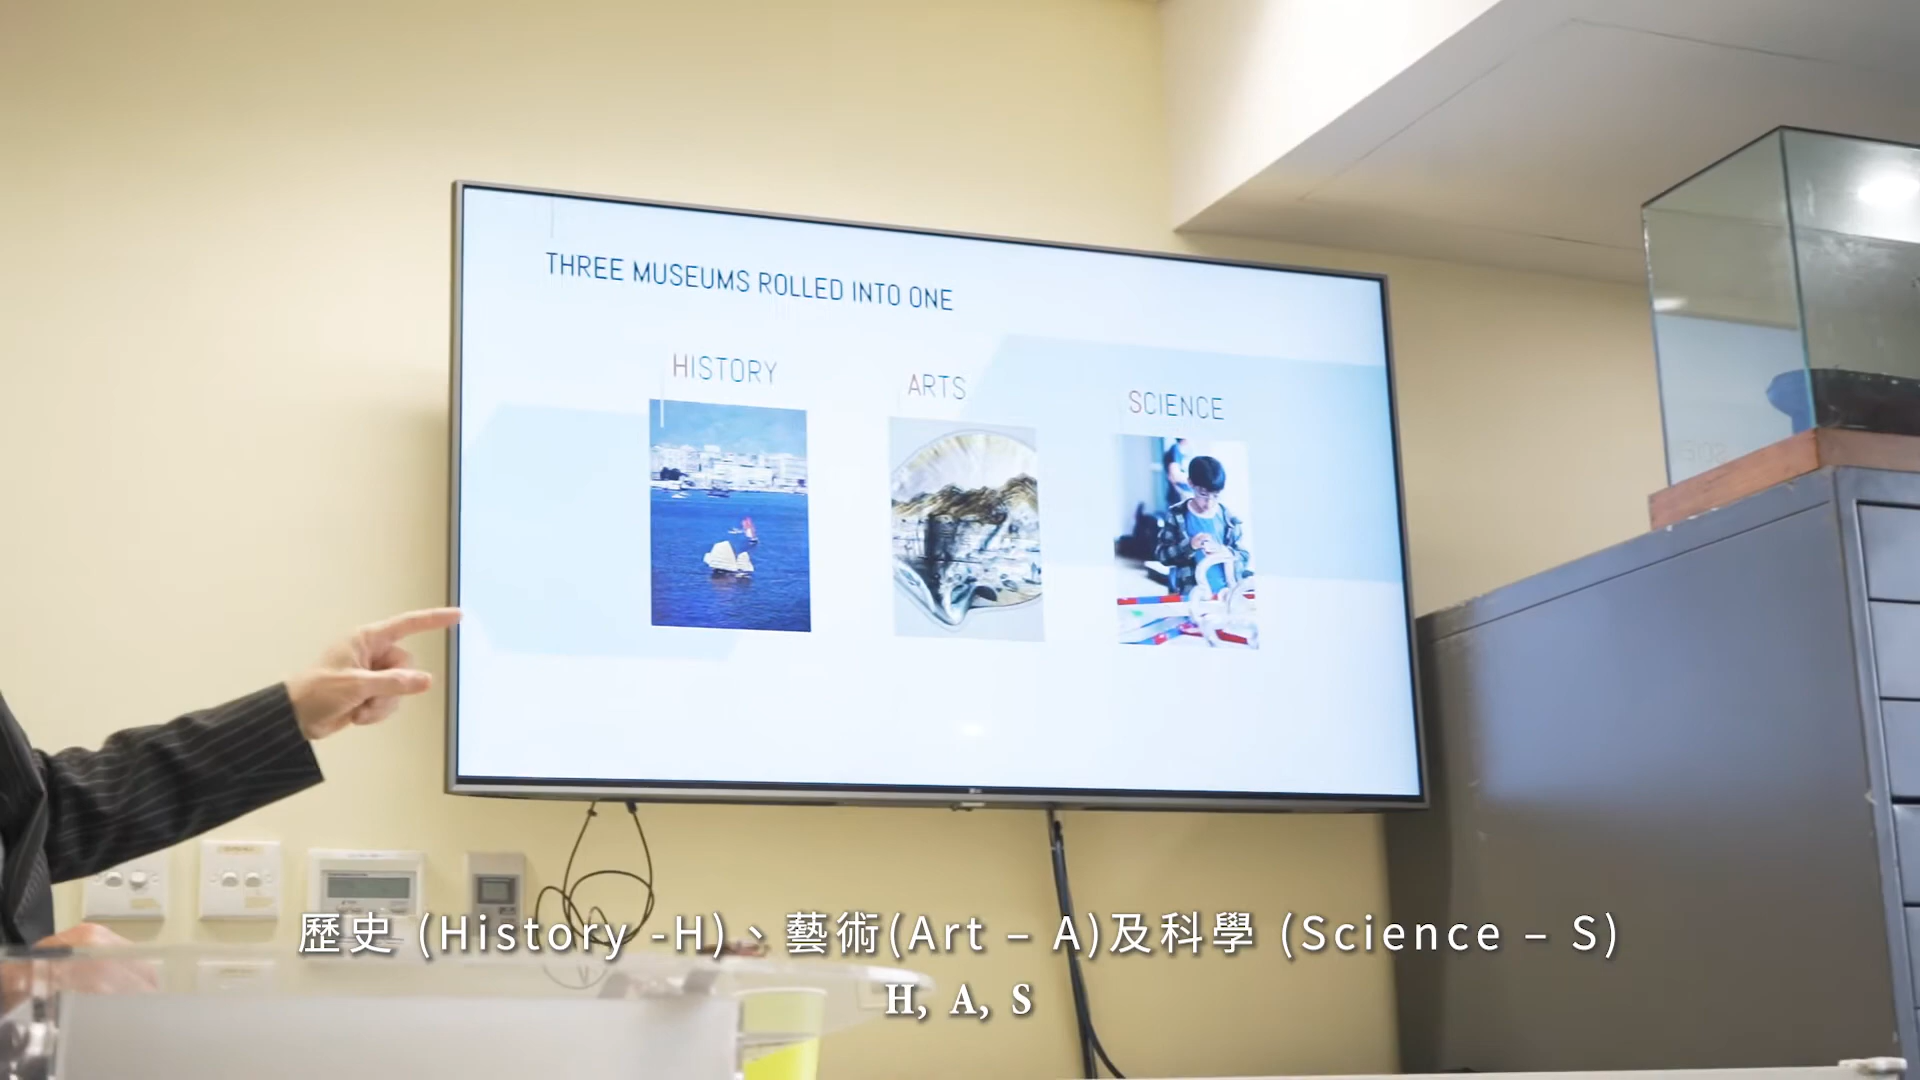 THREE MUSEUMS ROLLED INTO ONE
HISTORY
ARTS
SCIENCE
歷史 (History -H)、藝術(Art – A)及科學 (Science – S)
H, A, S